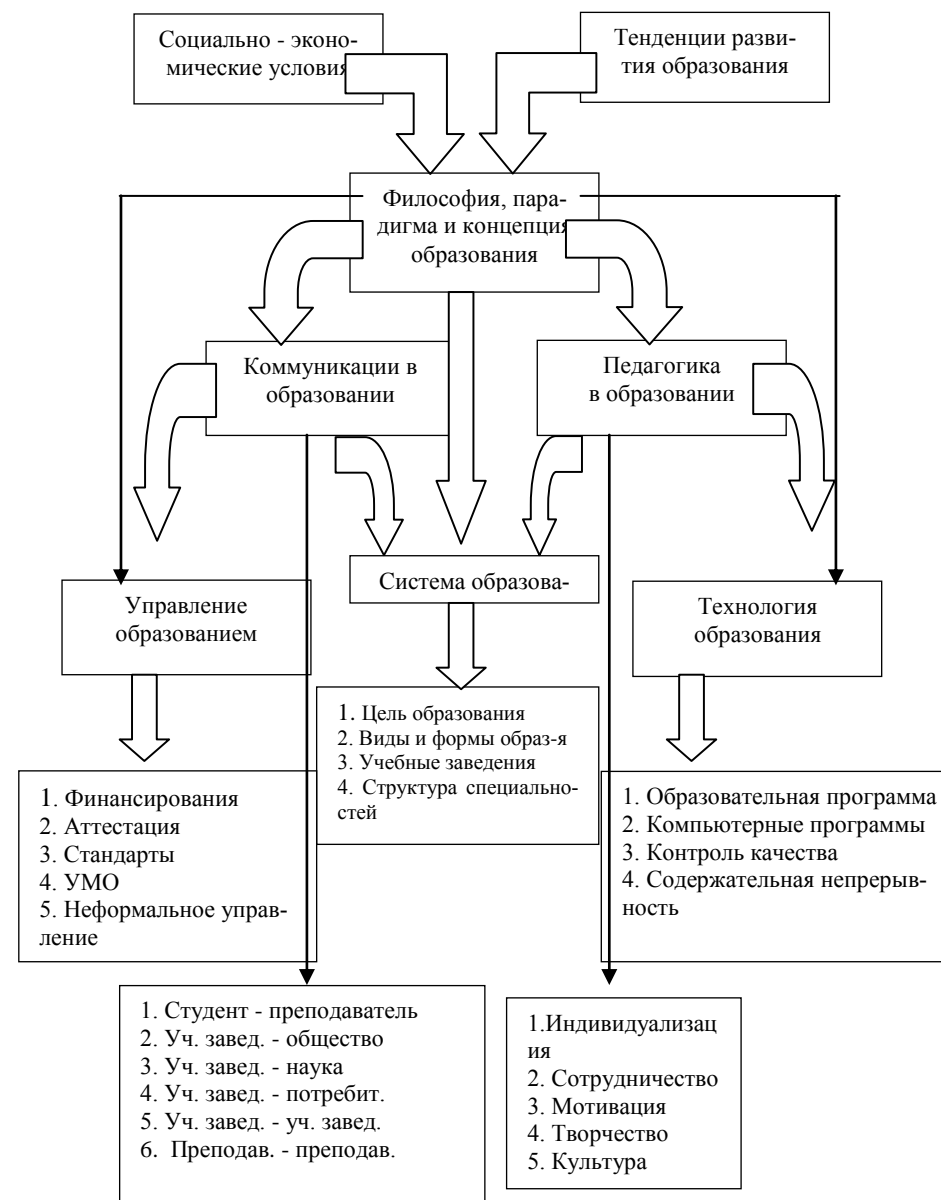 Социально - эконо-
мические условия
Тенденции разви-
тия образования
Философия, пара-
дигма и концепция
образования
Коммуникации в
образовании
Педагогика
в образовании
Управление
образованием
Система образова-
Технология
образования
1. Цель образования
2. Виды и формы образ-я
3. Учебные заведения
4. Структура специально-
стей
1. Финансирования
2. Аттестация
3. Стандарты
4. УМО
5. Неформальное управ-
ление
1. Образовательная программа
2. Компьютерные программы
3. Контроль качества
4. Содержательная непрерыв-
ность
1. Студент - преподаватель
2. Уч. завед. - общество
3. Уч. завед. - наука
4. Уч. завед. - потребит.
5. Уч. завед. - уч. завед.
6. Преподав. - преподав.
1.Индивидуализац
ия
2. Сотрудничество
3. Мотивация
4. Творчество
5. Культура